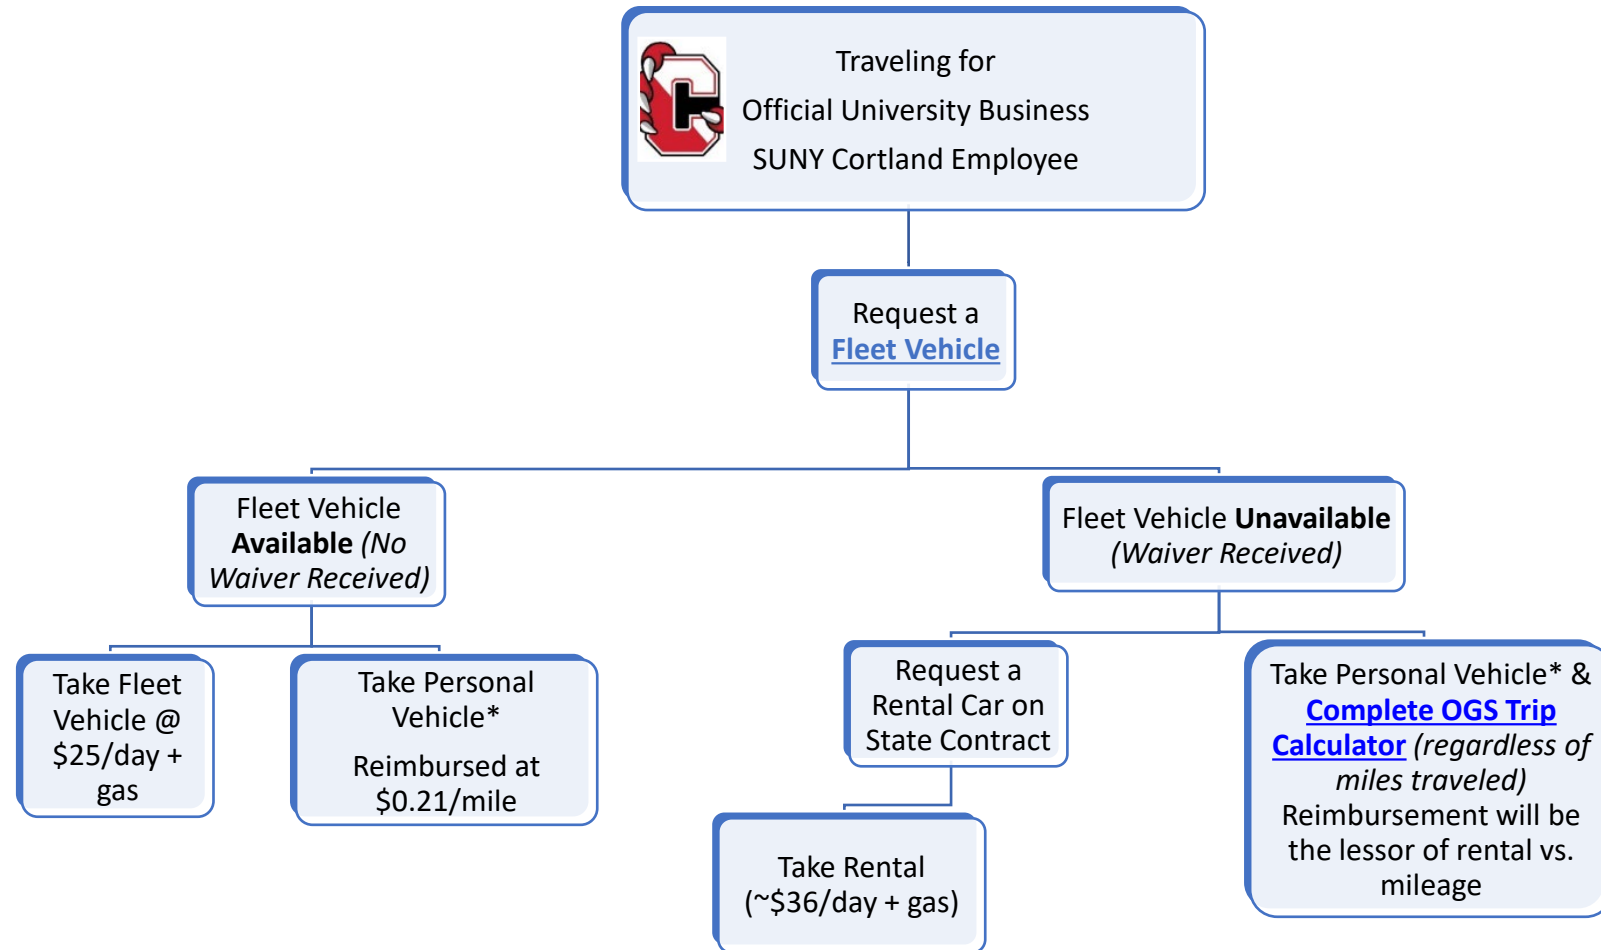 Traveling for
Official University Business
SUNY Cortland Employee
Request a
Fleet Vehicle
Fleet Vehicle
Available (No
Waiver Received)
Fleet Vehicle Unavailable
(Waiver Received)
Take Fleet
Vehicle @
$25/day +
gas
Take Personal
Vehicle*
Reimbursed at
$0.21/mile
Request a
Rental Car on
State Contract
Take Personal Vehicle* &
Complete OGS Trip
Calculator (regardless of
miles traveled)
Reimbursement will be
the lessor of rental vs.
mileage
Take Rental
(~$36/day + gas)